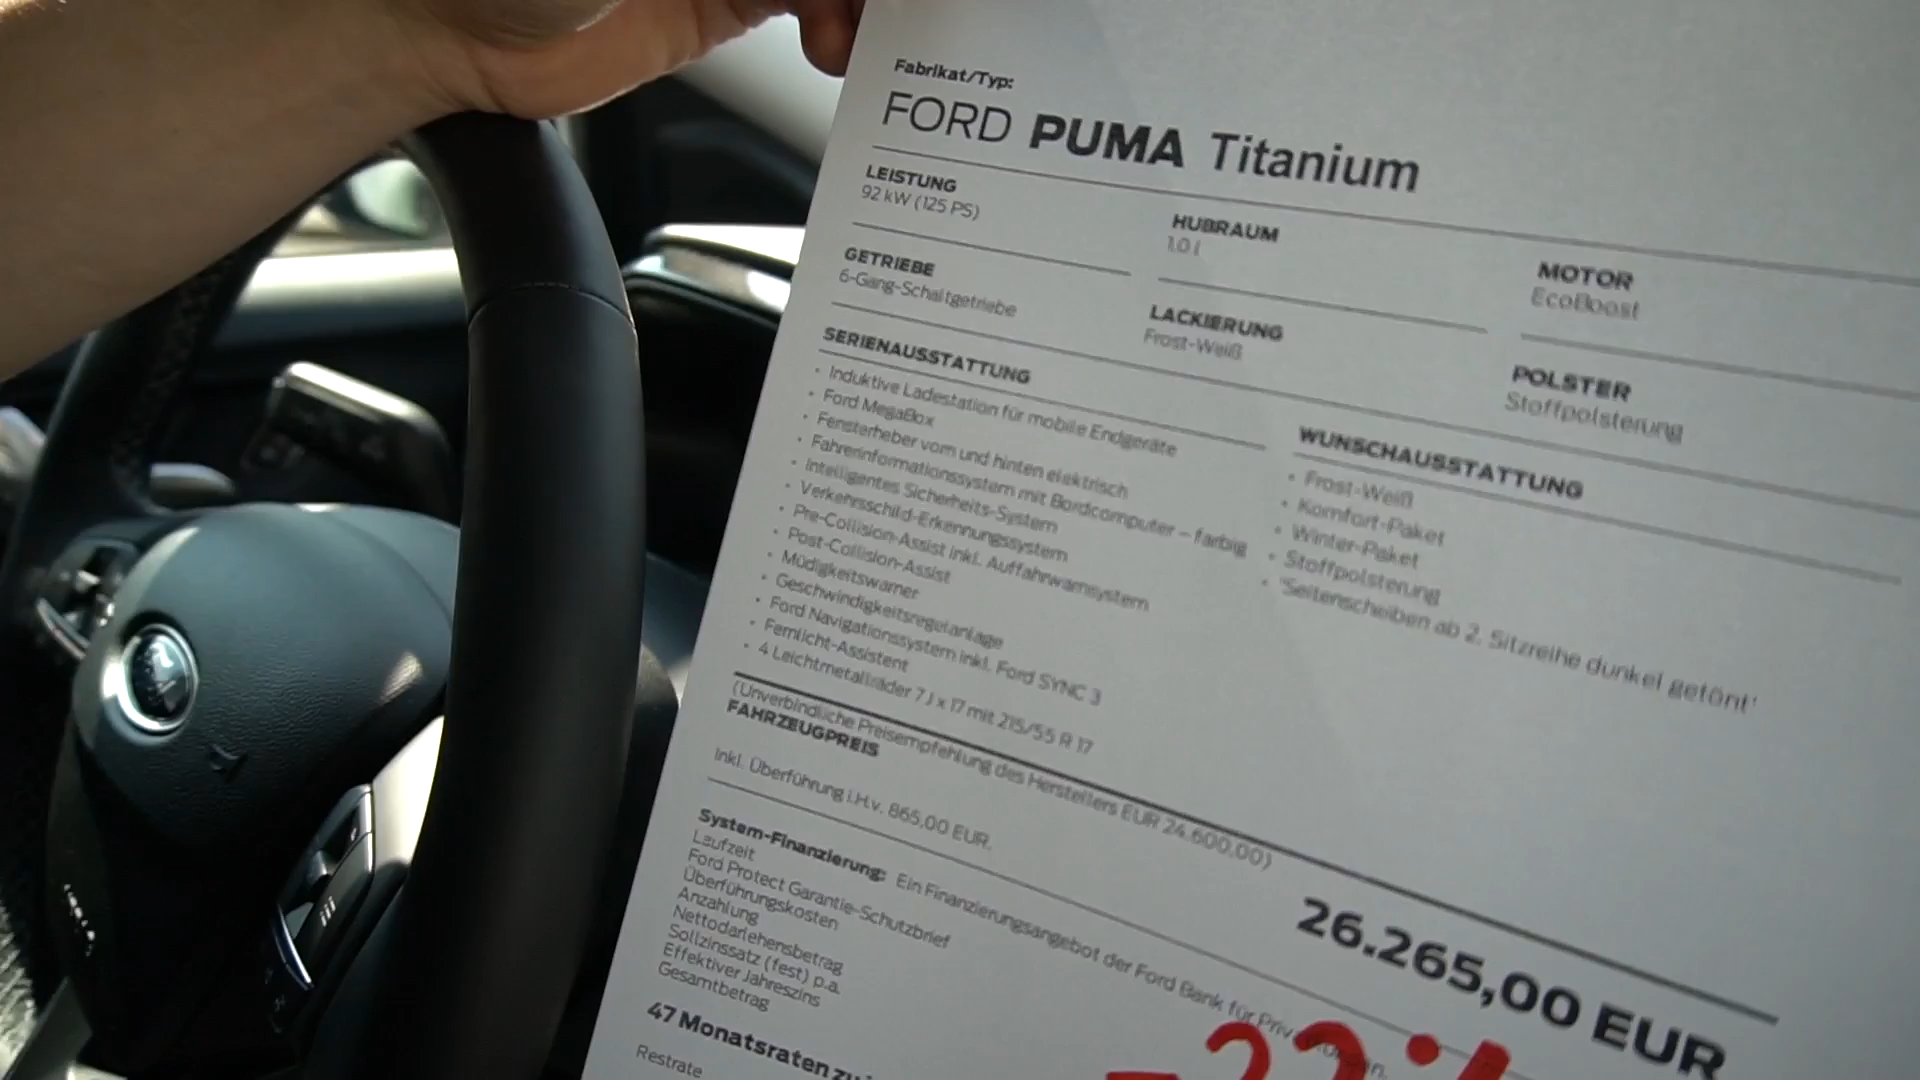 Fabrikat/Typ:
FORD PUMA Titanium
LEISTUNG
92 kW (125 PS)
HUBRAUM
1.0 l
MOTOR
EcoBoost
GETRIEBE
6-Gang-Schaltgetriebe
LACKIERUNG
Frost-Weiß
POLSTER
Stoffpolsterung
SERIENAUSSTATTUNG
• Induktive Ladestation für mobile Endgeräte
• Ford MegaBox
• Fensterheber vorn und hinten elektrisch
• Fahrerinformationssystem mit Bordcomputer – farbig
• Intelligentes Sicherheits-System
• Verkehrsschild-Erkennungssystem
• Pre-Collision-Assist inkl. Auffahrwarnsystem
• Post-Collision-Assist
• Müdigkeitswarner
• Geschwindigkeitsregelanlage
• Ford Navigationssystem inkl. Ford SYNC 3
• Fernlicht-Assistent
• 4 Leichtmetallräder 7 J x 17 mit 215/55 R 17
WUNSCHAUSSTATTUNG
• Frost-Weiß
• Komfort-Paket
• Winter-Paket
• Stoffpolsterung
• "Seitenscheiben ab 2. Sitzreihe dunkel getönt"
(Unverbindliche Preisempfehlung des Herstellers EUR 24.600,00)
FAHRZEUGPREIS
26.265,00 EUR
Inkl. Überführung i.H.v. 865,00 EUR.
System-Finanzierung: Ein Finanzierungsangebot der Ford Bank für
Laufzeit
Ford Protect Garantie-Schutzbrief
Überführungskosten
Anzahlung
Nettodarlehensbetrag
Sollzinssatz (fest) p.a.
Effektiver Jahreszins
Gesamtbetrag
47 Monatsraten
Restrate